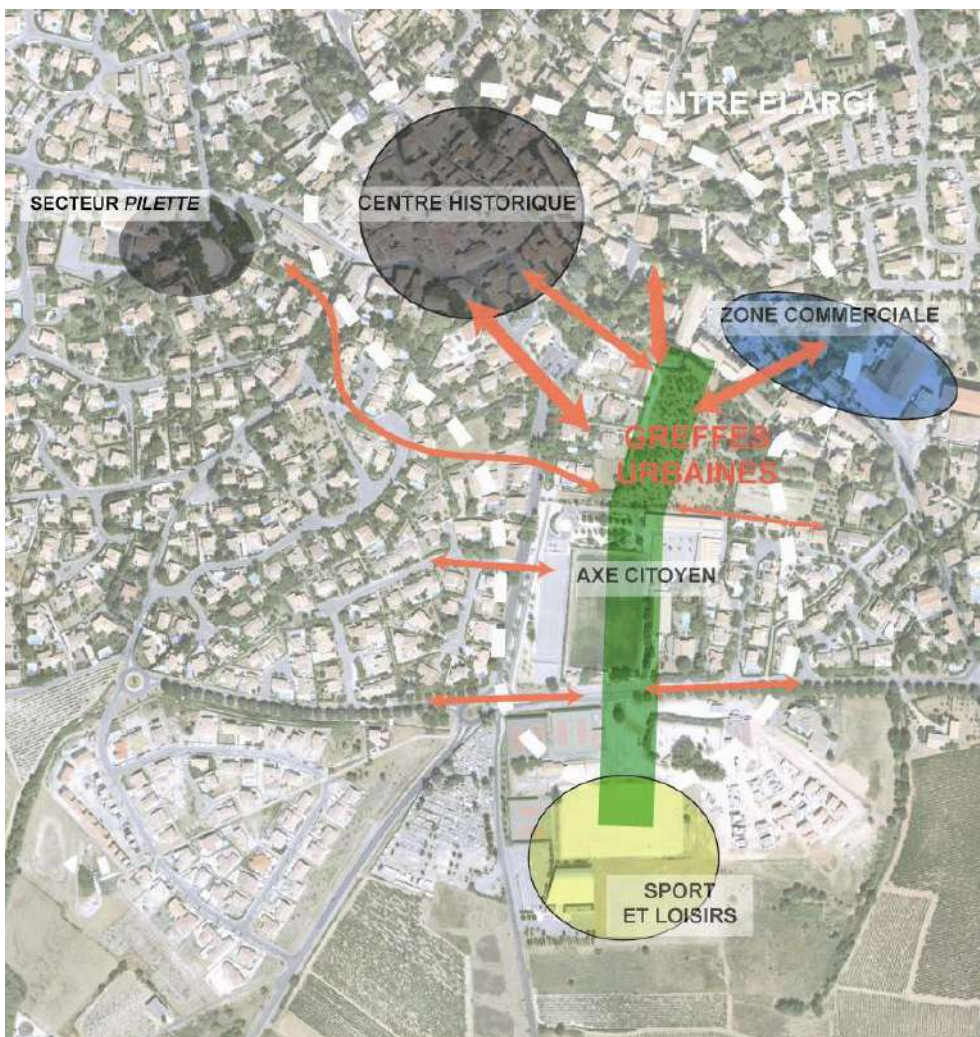 CENTRE ELARGI
SECTEUR PILETTE
CENTRE HISTORIQUE
ZONE COMMERCIALE
GREFFES
URBAINES
AXE CITOYEN
SPORT
ET LOISIRS